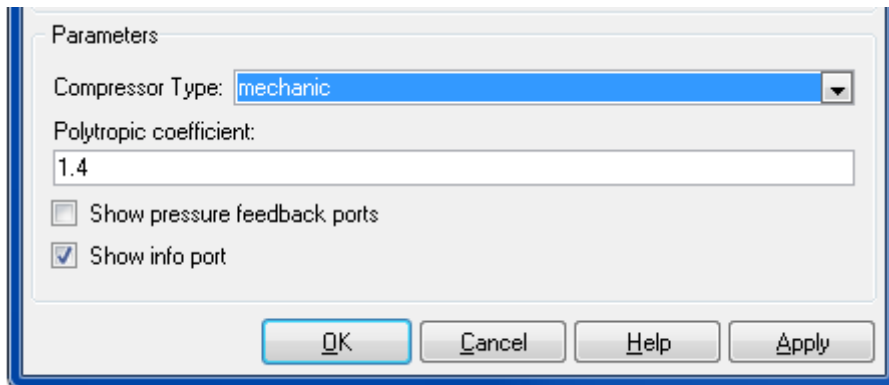 Parameters
Compressor Type: mechanic
Polytropic coefficient:
1.4
Show pressure feedback ports
Show info port
OK Cancel Help Apply